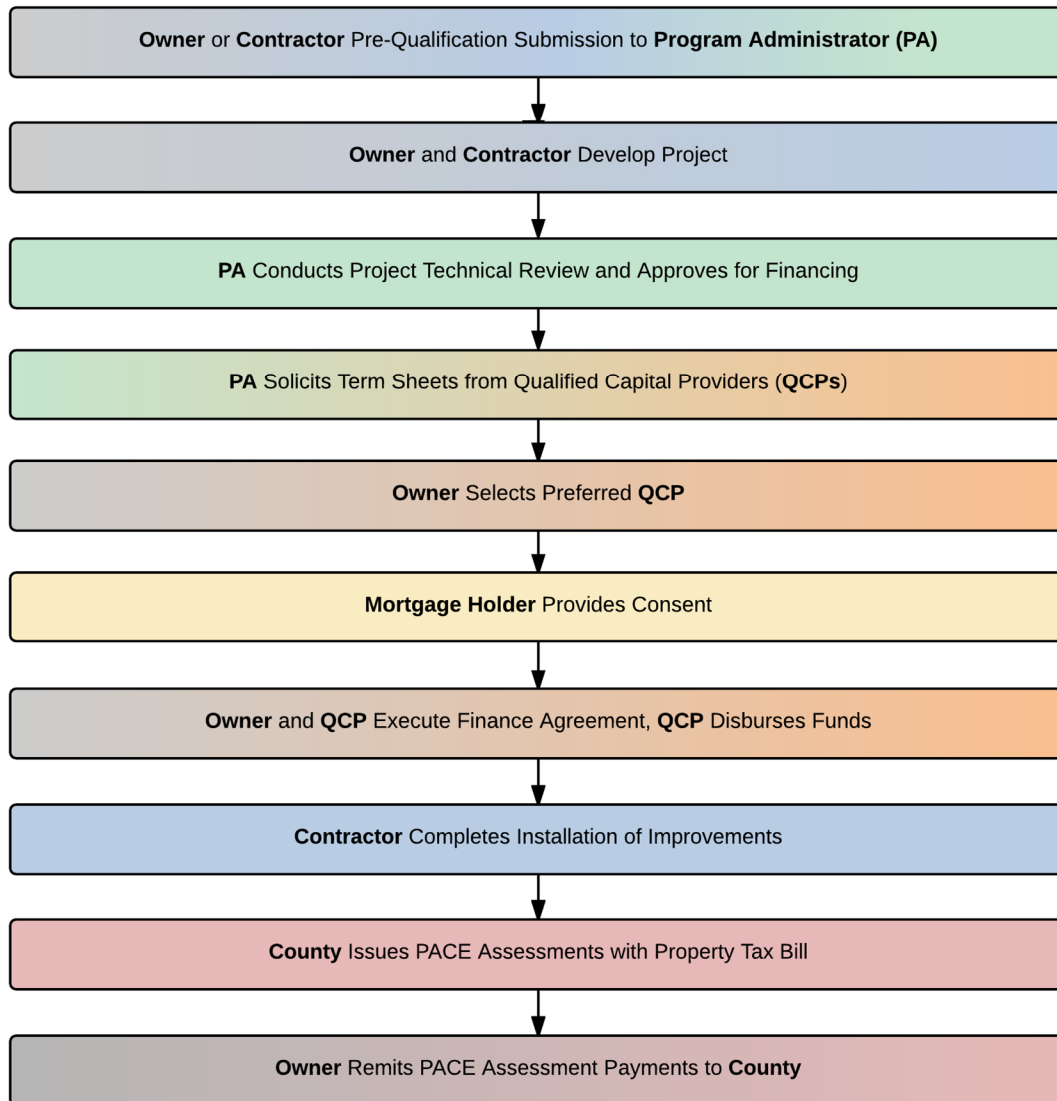 Owner or Contractor Pre-Qualification Submission to Program Administrator (PA)
Owner and Contractor Develop Project
PA Conducts Project Technical Review and Approves for Financing
PA Solicits Term Sheets from Qualified Capital Providers (QCPs)
Owner Selects Preferred QCP
Mortgage Holder Provides Consent
Owner and QCP Execute Finance Agreement, QCP Disburses Funds
Contractor Completes Installation of Improvements
County Issues PACE Assessments with Property Tax Bill
Owner Remits PACE Assessment Payments to County